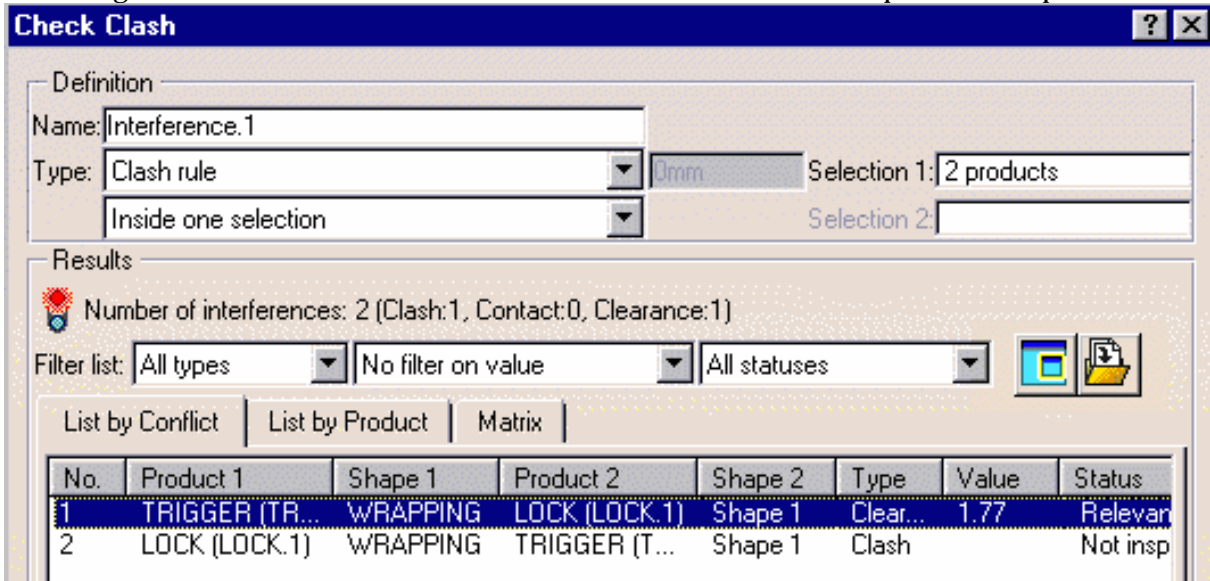 Check Clash
Definition
Name: Interference.1
Type: Clash rule 0mm Selection 1: 2 products
Inside one selection Selection 2:
Results
Number of interferences: 2 (Clash:1, Contact:0, Clearance:1)
Filter list: All types No filter on value All statuses
List by Conflict List by Product Matrix
No. Product 1 Shape 1 Product 2 Shape 2 Type Value Status
1 TRIGGER (TR... WRAPPING LOCK (LOCK.1) Shape 1 Clear... 1.77 Relevan
2 LOCK (LOCK.1) WRAPPING TRIGGER (T... Shape 1 Clash Not insp